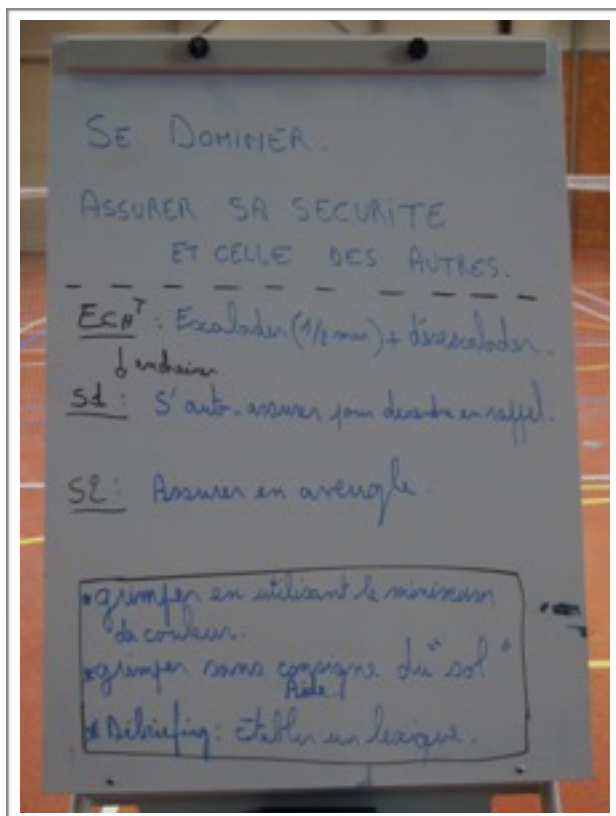 SE DOMINER.
ASSURER SA SECURITE
ET CELLE DES AUTRES.
ECHT : Escalader (1/2 mur) + désescalader.
↓ endurance
S1 : S'auto-assurer pour descendre en rappel.
S2 : Assurer en aveugle.
* grimper en utilisant le minimum
de couleur.
* grimper sans consigne du "sol"
Aide
* Débriefing : établir un lexique.